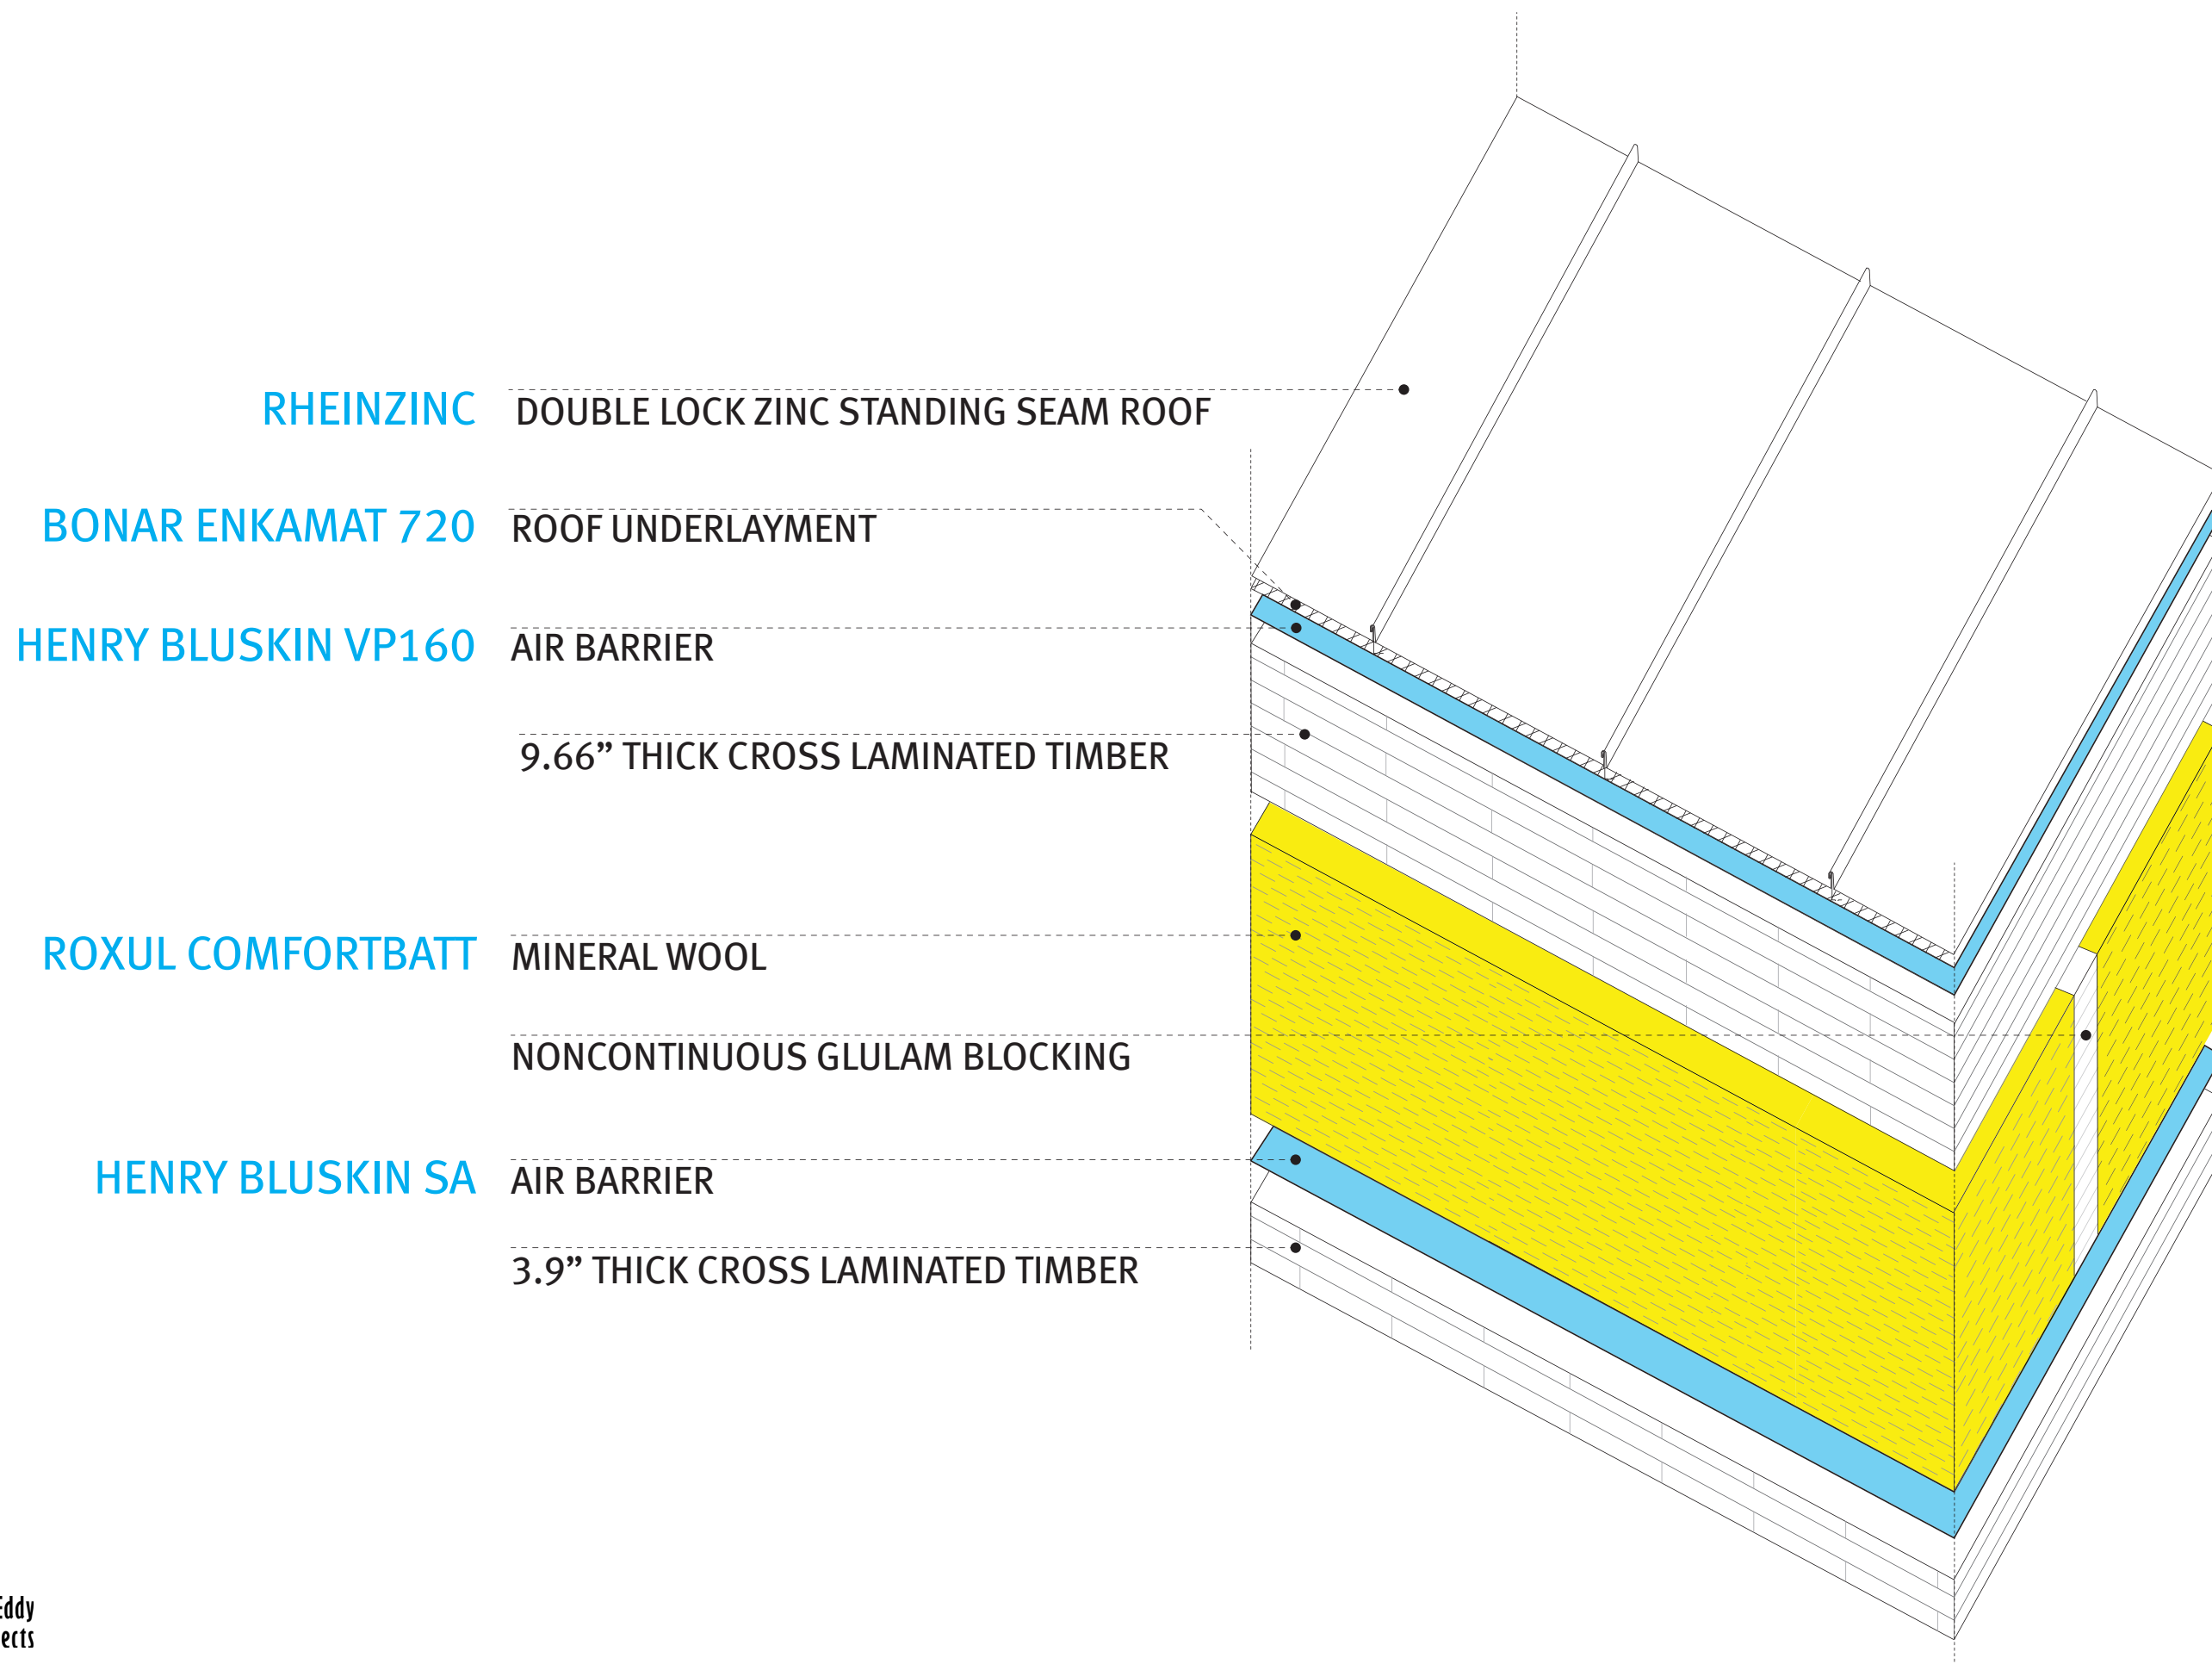 RHEINZINC DOUBLE LOCK ZINC STANDING SEAM ROOF
BONAR ENKAMAT 720 ROOF UNDERLAYMENT
HENRY BLUSKIN VP160 AIR BARRIER
9.66” THICK CROSS LAMINATED TIMBER
ROXUL COMFORTBATT MINERAL WOOL
NONCONTINUOUS GLULAM BLOCKING
HENRY BLUSKIN SA AIR BARRIER
3.9” THICK CROSS LAMINATED TIMBER
Eddy
ects